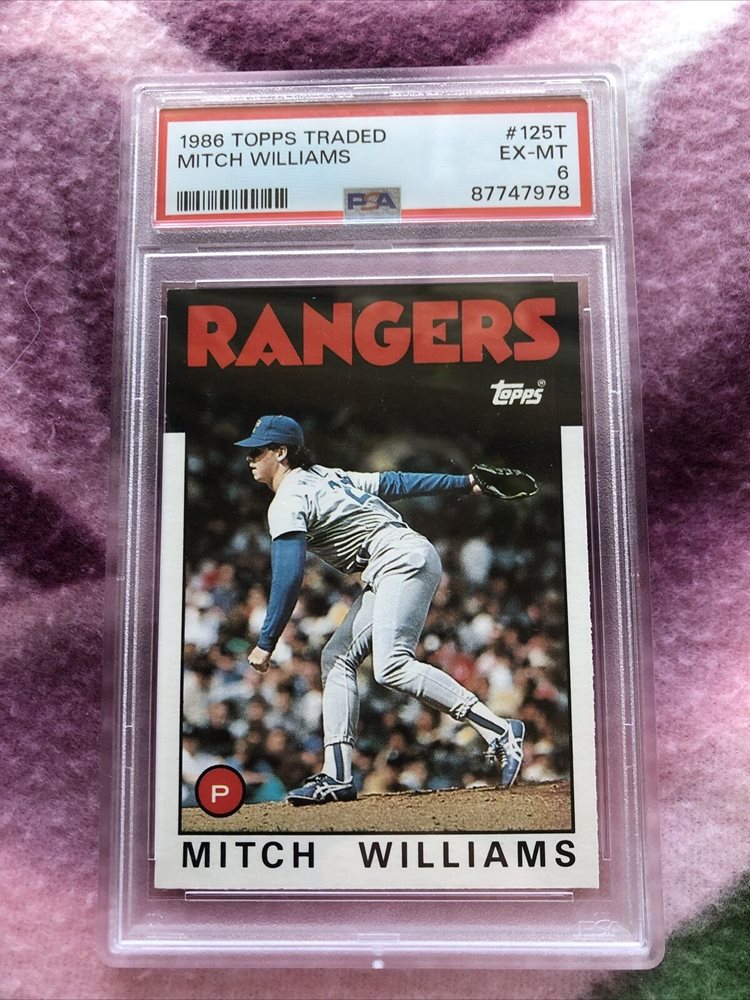 1986 TOPPS TRADED #125T
MITCH WILLIAMS EX-MT
6
PSA 87747978
RANGERS
topps®
P
MITCH WILLIAMS